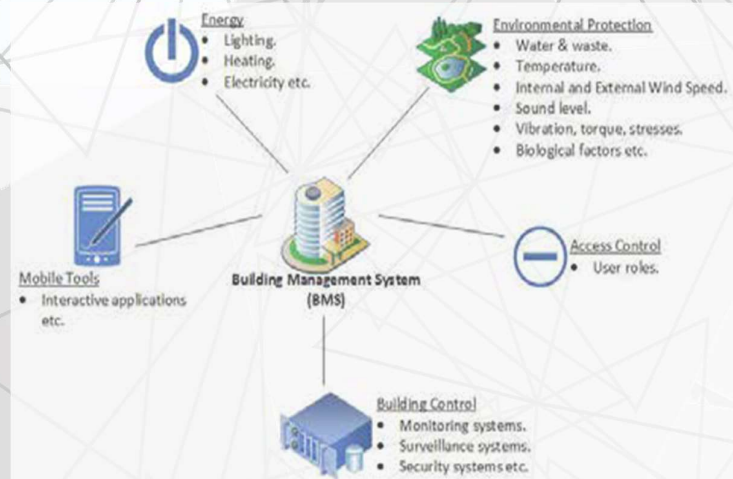 Energy
• Lighting.
• Heating.
• Electricity etc.
Environmental Protection
• Water & waste.
• Temperature.
• Internal and External Wind Speed.
• Sound level.
• Vibration, torque, stresses.
• Biological factors etc.
Mobile Tools
• Interactive applications
etc.
Building Management System
(BMS)
Access Control
• User roles.
Building Control
• Monitoring systems.
• Surveillance systems.
• Security systems etc.